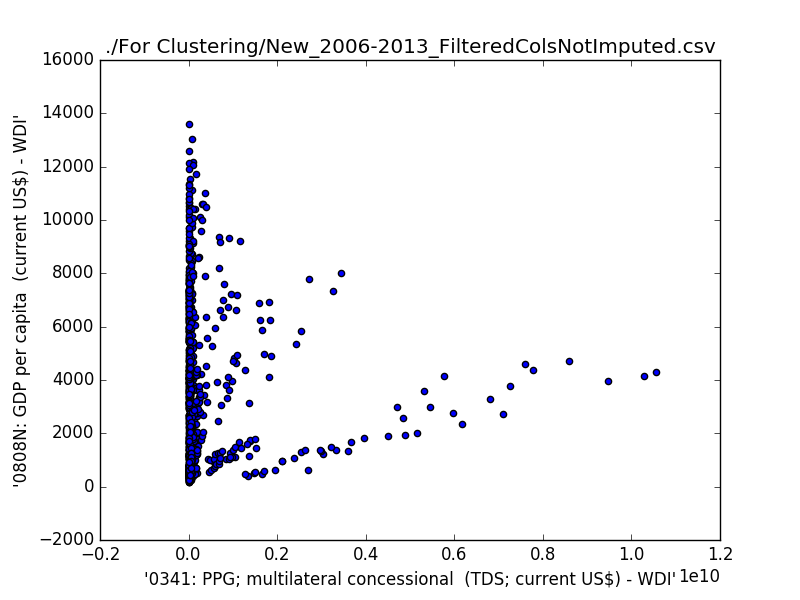 ./For Clustering/New_2006-2013_FilteredColsNotImputed.csv
16000
14000
12000
10000
8000
6000
4000
2000
0
−2000
'0808N: GDP per capita  (current US$) - WDI'
−0.2 0.0 0.2 0.4 0.6 0.8 1.0 1.2
1e10
'0341: PPG; multilateral concessional  (TDS; current US$) - WDI'